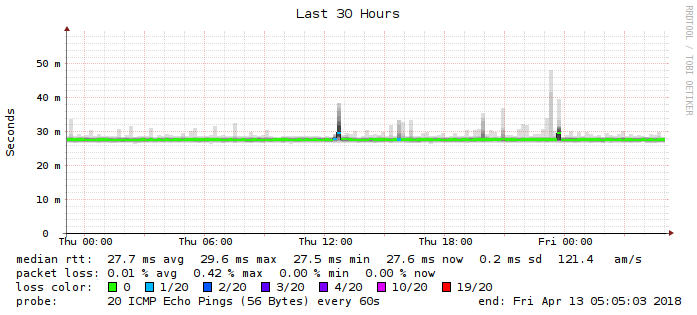 Last 30 Hours
RRDTOOL / TOBI OETIKER
Seconds
50 m
40 m
30 m
20 m
10 m
0
Thu 00:00 Thu 06:00 Thu 12:00 Thu 18:00 Fri 00:00
median rtt: 27.7 ms avg 29.6 ms max 27.5 ms min 27.6 ms now 0.2 ms sd 121.4 am/s
packet loss: 0.01 % avg 0.42 % max 0.00 % min 0.00 % now
loss color: 0 1/20 2/20 3/20 4/20 10/20 19/20
probe: 20 ICMP Echo Pings (56 Bytes) every 60s end: Fri Apr 13 05:05:03 2018